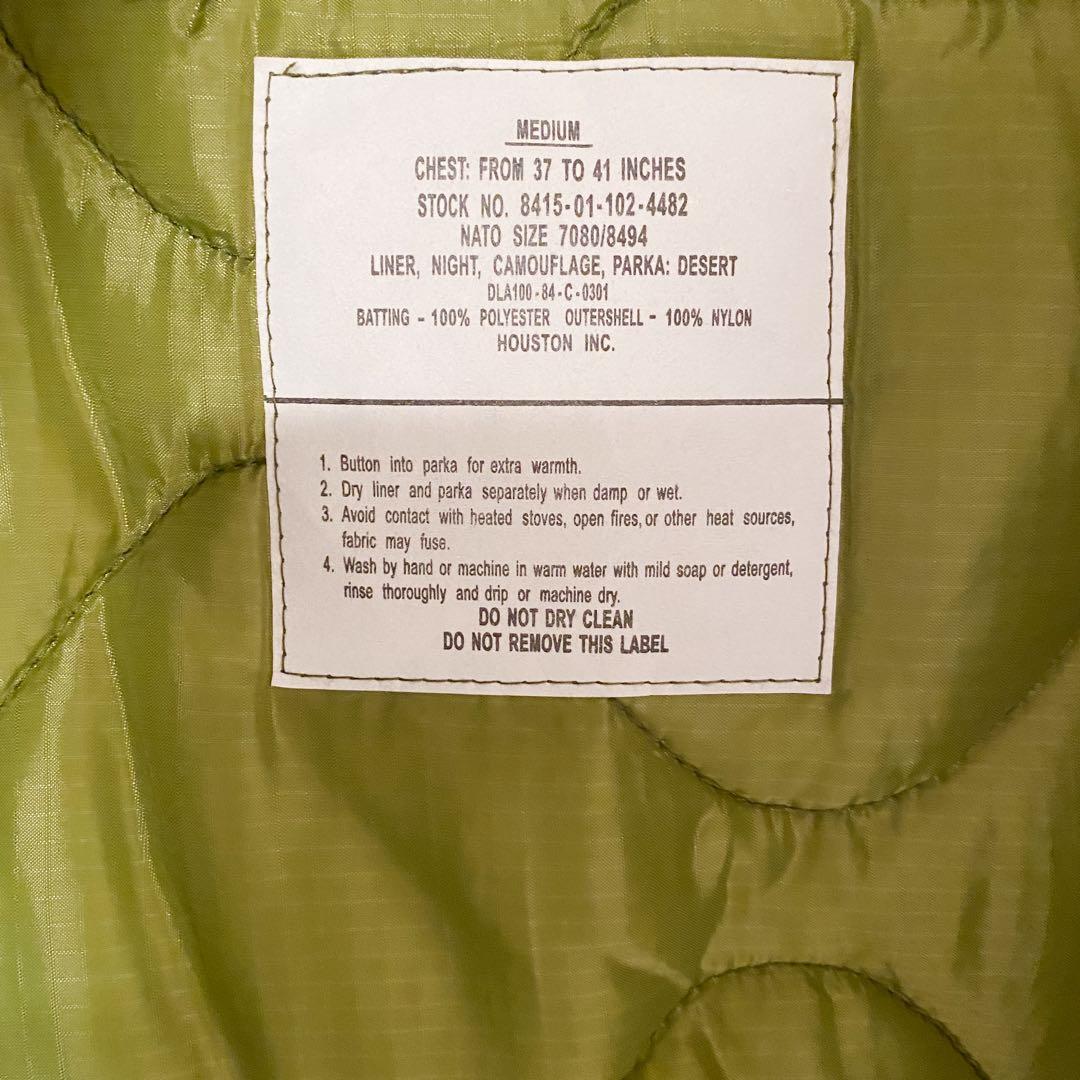 MEDIUM
CHEST: FROM 37 TO 41 INCHES
STOCK NO. 8415-01-102-4482
NATO SIZE 7080/8494
LINER, NIGHT, CAMOUFLAGE, PARKA: DESERT
DLA100-84-C-0301
BATTING - 100% POLYESTER OUTERSHELL - 100% NYLON
HOUSTON INC.
1. Button into parka for extra warmth.
2. Dry liner and parka separately when damp or wet.
3. Avoid contact with heated stoves, open fires, or other heat sources,
fabric may fuse.
4. Wash by hand or machine in warm water with mild soap or detergent,
rinse thoroughly and drip or machine dry.
DO NOT DRY CLEAN
DO NOT REMOVE THIS LABEL